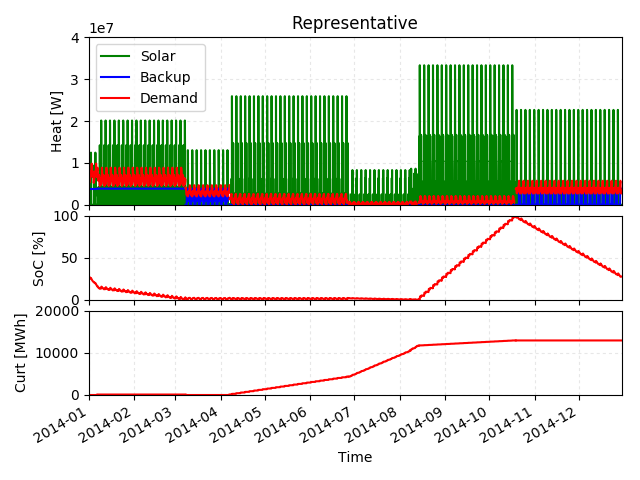 Representative
1e7
Heat [W]
4
3
2
1
0
Solar
Backup
Demand
SoC [%]
100
50
0
Curt [MWh]
20000
10000
0
2014-01
2014-02
2014-03
2014-04
2014-05
2014-06
2014-07
2014-08
2014-09
2014-10
2014-11
2014-12
Time